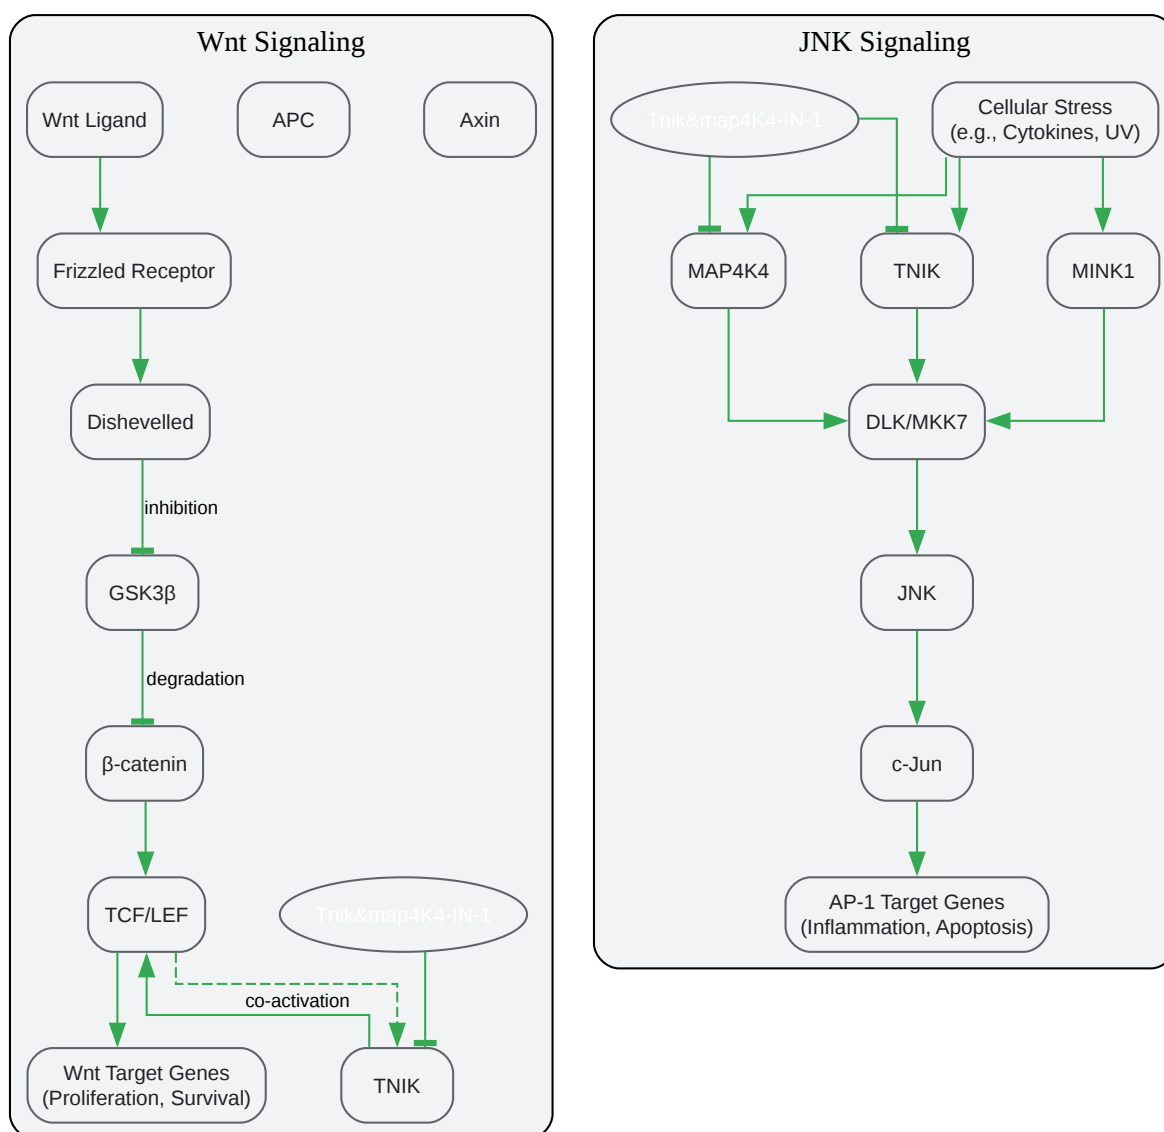 Wnt Signaling
Wnt Ligand
APC
Axin
Frizzled Receptor
Dishevelled
inhibition
GSK3β
degradation
β-catenin
TCF/LEF
Tnik&map4K4-IN-1
co-activation
Wnt Target Genes
(Proliferation, Survival)
TNIK
JNK Signaling
Tnik&map4K4-IN-1
Cellular Stress
(e.g., Cytokines, UV)
MAP4K4
TNIK
MINK1
DLK/MKK7
JNK
c-Jun
AP-1 Target Genes
(Inflammation, Apoptosis)